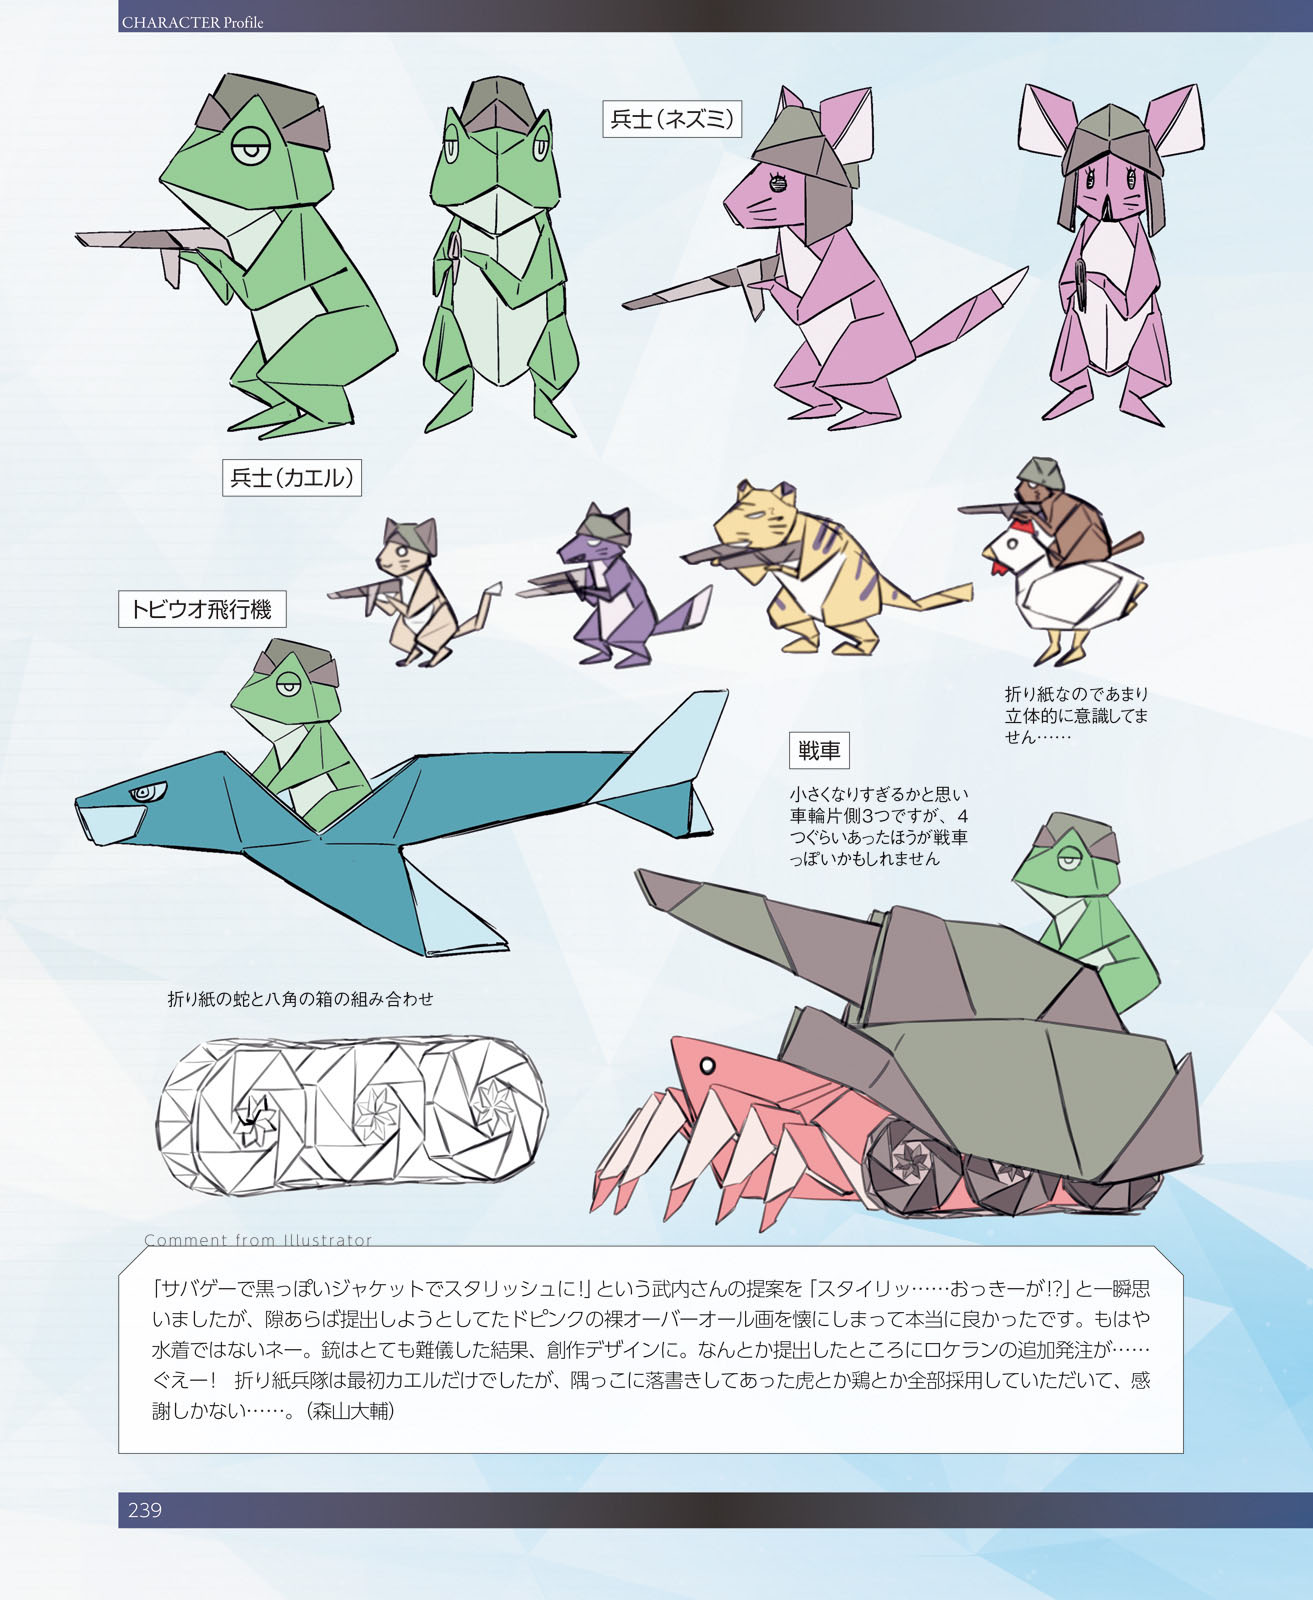 CHARACTER Profile
兵士（ネズミ）
兵士（カエル）
トビウオ飛行機
折り紙なのであまり
立体的に意識してま
せん……
戦車
小さくなりすぎるかと思い
車輪片側3つですが、4
つぐらいあったほうが戦車
っぽいかもしれません
折り紙の蛇と八角の箱の組み合わせ
Comment from Illustrator
「サバゲーで黒っぽいジャケットでスタリッシュに！」という武内さんの提案を「スタイリッ……おっきーが!?」と一瞬思
いましたが、隙あらば提出しようとしてたドピンクの裸オーバーオール画を懐にしまって本当に良かったです。もはや
水着ではないネー。銃はとても難儀した結果、創作デザインに。なんとか提出したところにロケランの追加発注が……
ぐえー！　折り紙兵隊は最初カエルだけでしたが、隅っこに落書きしてあった虎とか鶏とか全部採用していただいて、感
謝しかない……。（森山大輔）
239